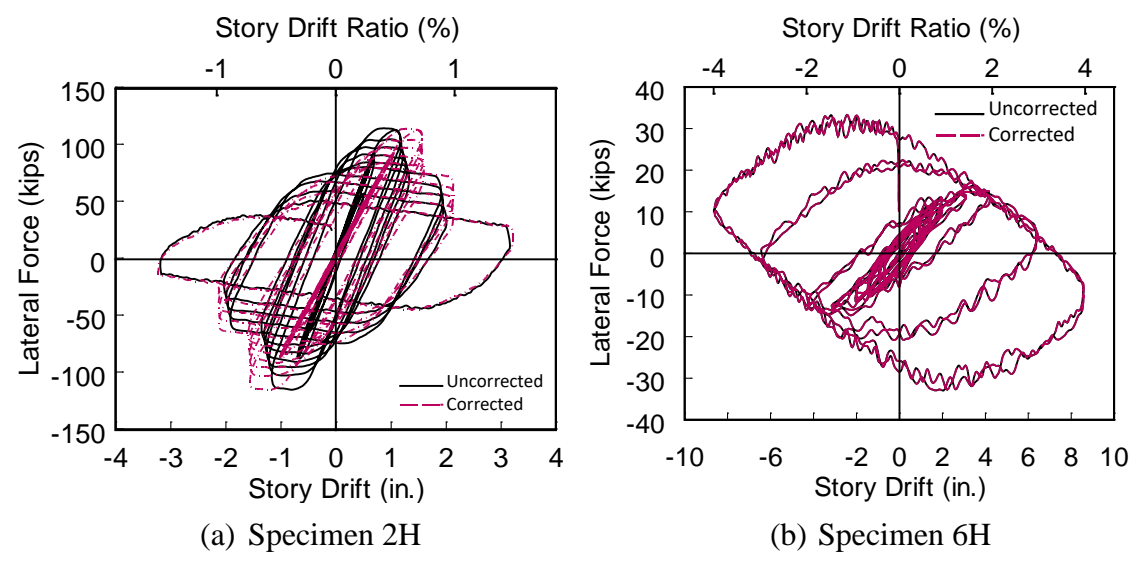 Story Drift Ratio (%)
-1 0 1
150
100
50
0
-50
-100
-150
Lateral Force (kips)
Uncorrected
Corrected
-4 -3 -2 -1 0 1 2 3 4
Story Drift (in.)
(a) Specimen 2H
Story Drift Ratio (%)
-4 -2 0 2 4
40
30
20
10
0
-10
-20
-30
-40
Lateral Force (kips)
Uncorrected
Corrected
-10 -6 -2 0 2 4 6 8 10
Story Drift (in.)
(b) Specimen 6H